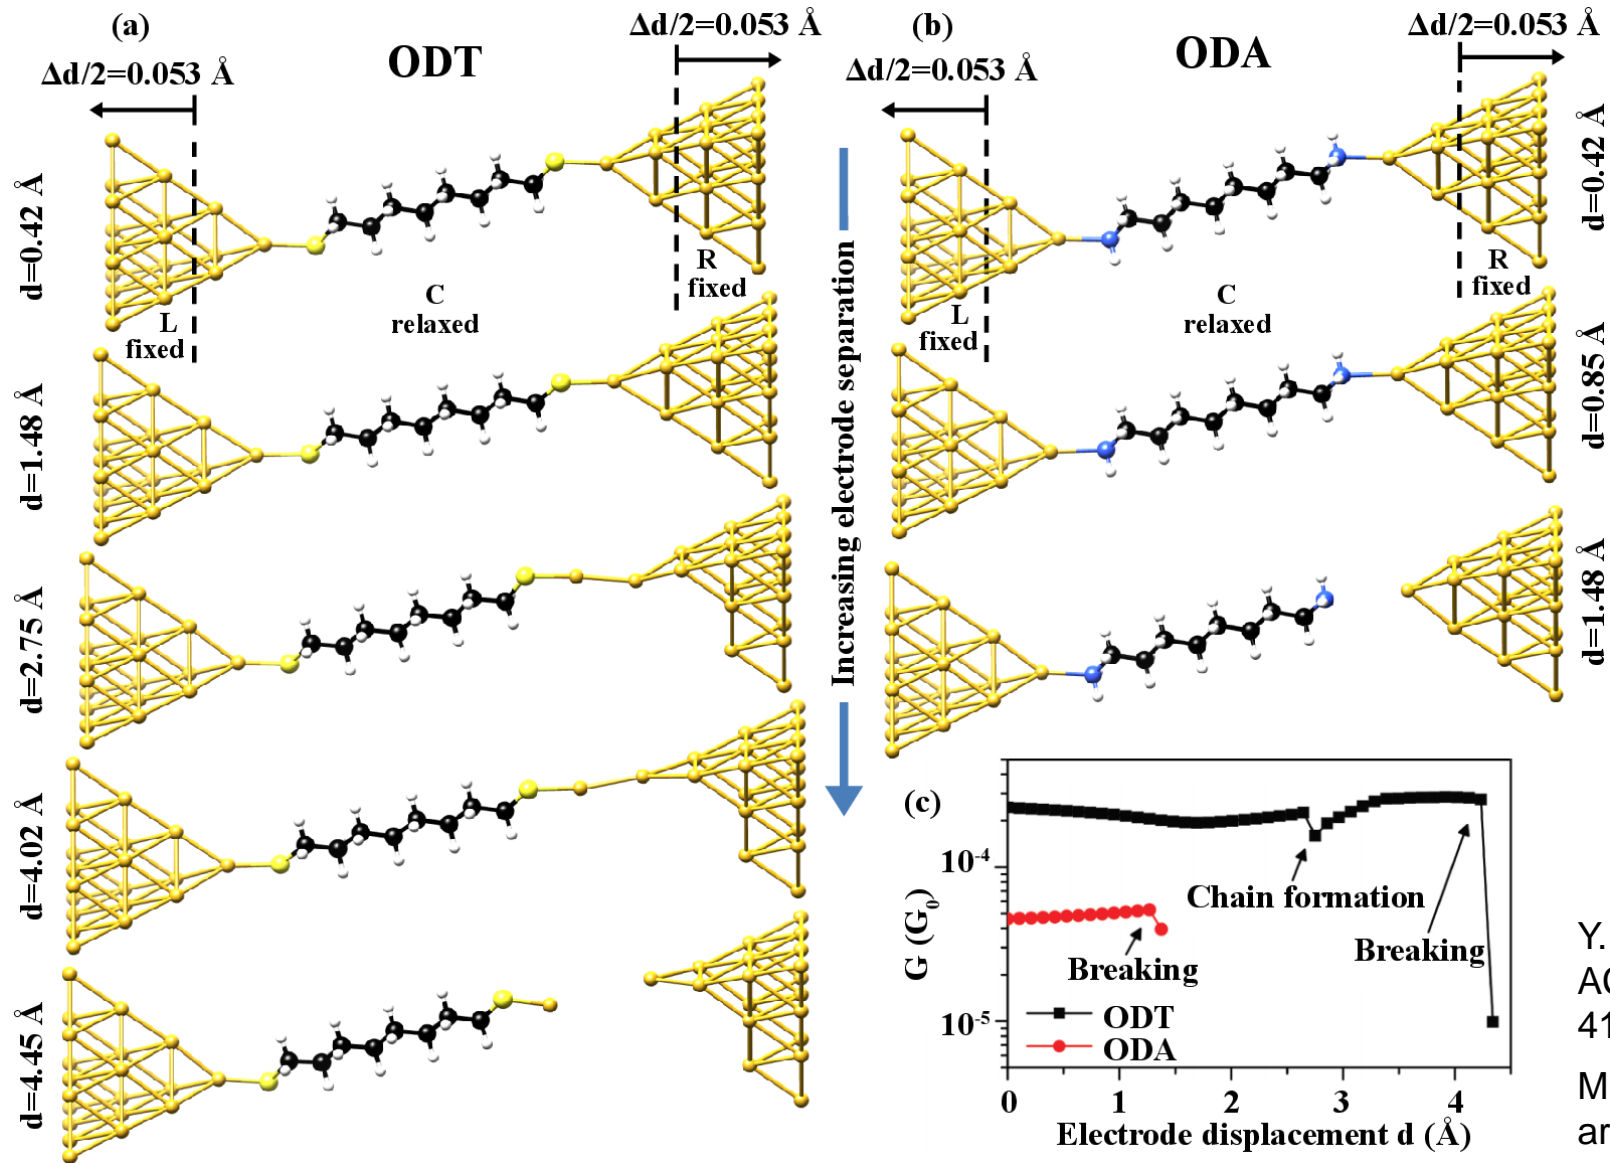 (a)
ODT
Δd/2=0.053 Å
Δd/2=0.053 Å
d=0.42 Å
L
fixed
C
relaxed
R
fixed
d=1.48 Å
d=2.75 Å
d=4.02 Å
d=4.45 Å
Increasing electrode separation
(b)
ODA
Δd/2=0.053 Å
Δd/2=0.053 Å
d=0.42 Å
L
fixed
C
relaxed
R
fixed
d=0.85 Å
d=1.48 Å
(c)
G (G₀)
10⁻⁴
10⁻⁵
Chain formation
Breaking
Breaking
ODT
ODA
0 1 2 3 4
Electrode displacement d (Å)
Y.
41
M